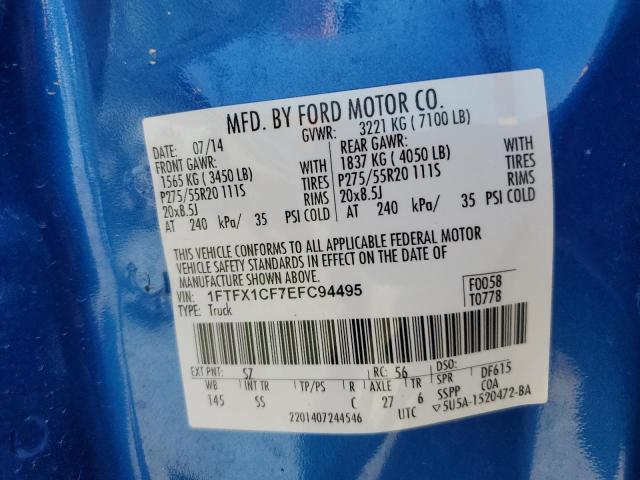 MFD. BY FORD MOTOR CO.
DATE: 07/14 GVWR: 3221 KG ( 7100 LB)
FRONT GAWR: REAR GAWR:
1565 KG ( 3450 LB) WITH 1837 KG ( 4050 LB) WITH
P275/55R20 111S TIRES P275/55R20 111S TIRES
20x8.5J RIMS 20x8.5J RIMS
AT 240 kPa/ 35 PSI COLD AT 240 kPa/ 35 PSI COLD
THIS VEHICLE CONFORMS TO ALL APPLICABLE FEDERAL MOTOR
VEHICLE SAFETY STANDARDS IN EFFECT ON THE DATE OF
MANUFACTURE SHOWN ABOVE.
VIN: 1FTFX1CF7EFC94495 F0058
TYPE: Truck T0778
EXT PNT: SZ RC: 56 DSO:
WB INT TR TP/PS R AXLE TR SPR DF615
145 SS C 27 6 SSPP COA
2201407244546 UTC ▽5U5A-1520472-BA